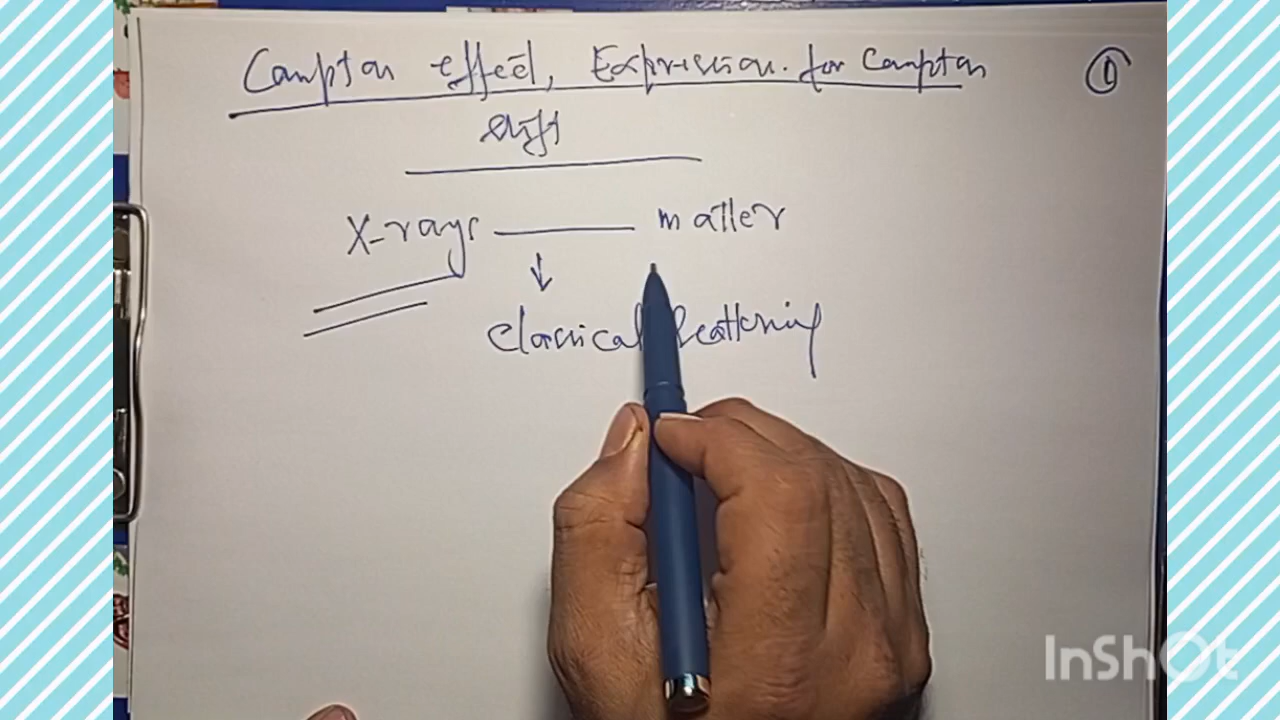 Compton effect, Expression. for Compton
shift
①
X-rays —— matter
↓
Classical Scattering
InShOt